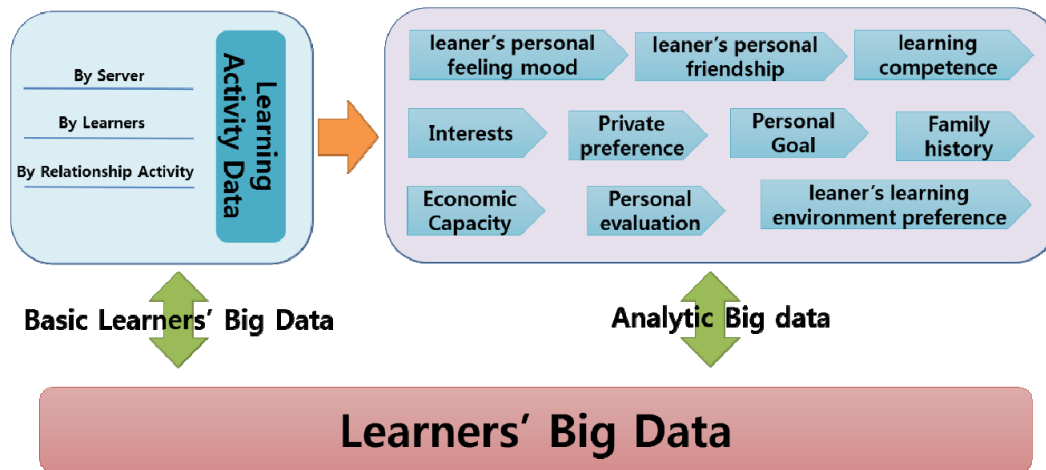 By Server
By Learners
By Relationship Activity
Learning
Activity Data
leaner's personal
feeling mood
leaner's personal
friendship
learning
competence
Interests
Private
preference
Personal
Goal
Family
history
Economic
Capacity
Personal
evaluation
leaner's learning
environment preference
Basic Learners' Big Data
Analytic Big data
Learners' Big Data